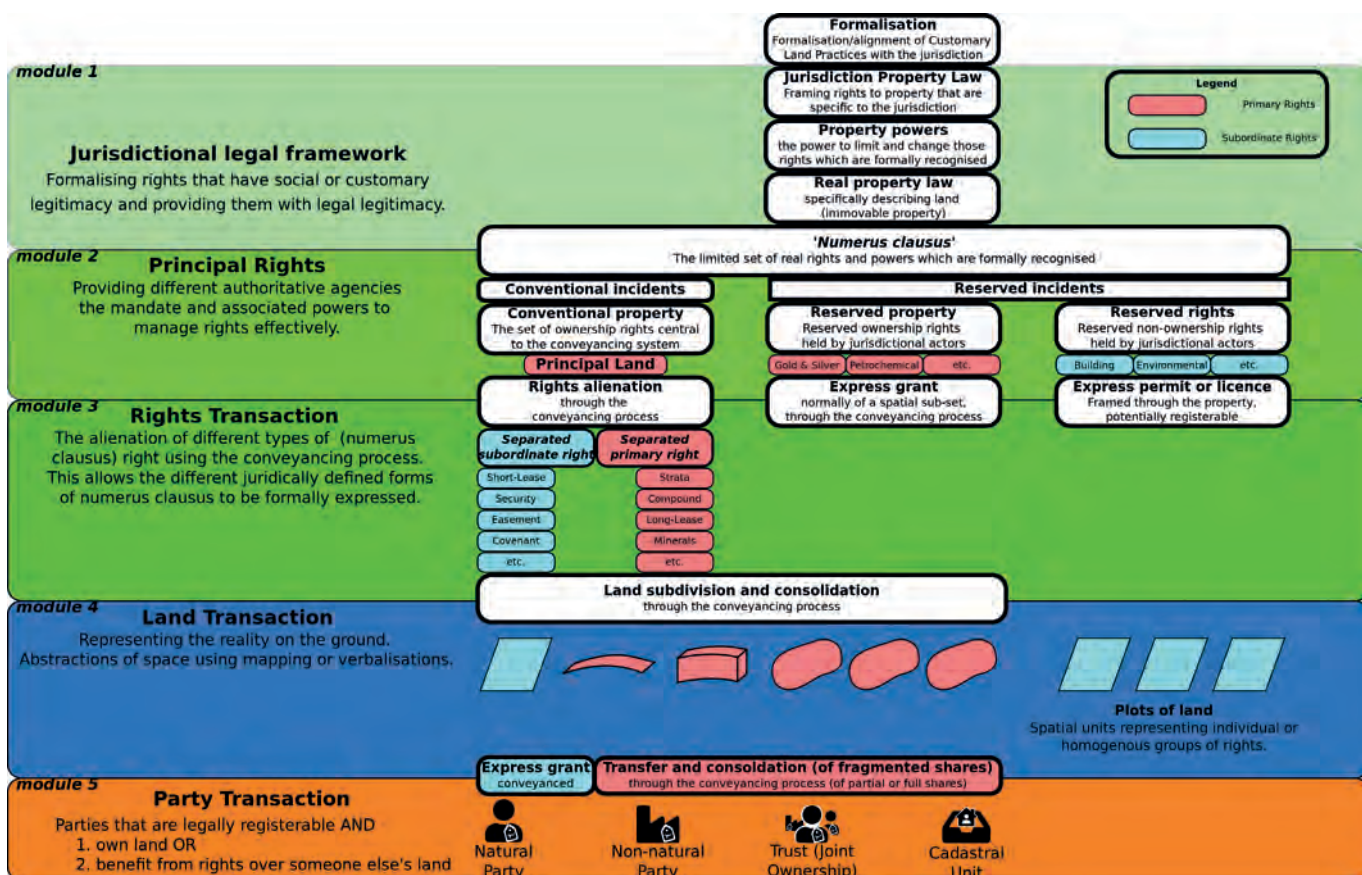 Formalisation
Formalisation/alignment of Customary
Land Practices with the jurisdiction
module 1
Jurisdictional legal framework
Formalising rights that have social or customary
legitimacy and providing them with legal legitimacy.
Jurisdiction Property Law
Framing rights to property that are
specific to the jurisdiction
Property powers
the power to limit and change those
rights which are formally recognised
Real property law
specifically describing land
(immovable property)
Legend
Primary Rights
Subordinate Rights
module 2
Principal Rights
Providing different authoritative agencies
the mandate and associated powers to
manage rights effectively.
'Numerus clausus'
The limited set of real rights and powers which are formally recognised
Conventional incidents
Reserved incidents
Conventional property
The set of ownership rights central
to the conveyancing system
Principal Land
Reserved property
Reserved ownership rights
held by jurisdictional actors
Gold & Silver
Petrochemical
etc.
Reserved rights
Reserved non-ownership rights
held by jurisdictional actors
Building
Environmental
etc.
module 3
Rights Transaction
The alienation of different types of (numerus
clausus) right using the conveyancing process.
This allows the different juridically defined forms
of numerus clausus to be formally expressed.
Rights alienation
through the
conveyancing process
Express grant
normally of a spatial sub-set,
through the conveyancing process
Express permit or licence
Framed through the property,
potentially registerable
Separated
subordinate right
Separated
primary right
Short-Lease
Security
Easement
Covenant
etc.
Strata
Compound
Long-Lease
Minerals
etc.
module 4
Land Transaction
Representing the reality on the ground.
Abstractions of space using mapping or verbalisations.
Land subdivision and consolidation
through the conveyancing process
Plots of land
Spatial units representing individual or
homogenous groups of rights.
module 5
Party Transaction
Parties that are legally registerable AND
1. own land OR
2. benefit from rights over someone else's land
Express grant
conveyanced
Transfer and consoldation (of fragmented shares)
through the conveyancing process (of partial or full shares)
Natural
Party
Non-natural
Party
Trust (Joint
Ownership)
Cadastral
Unit